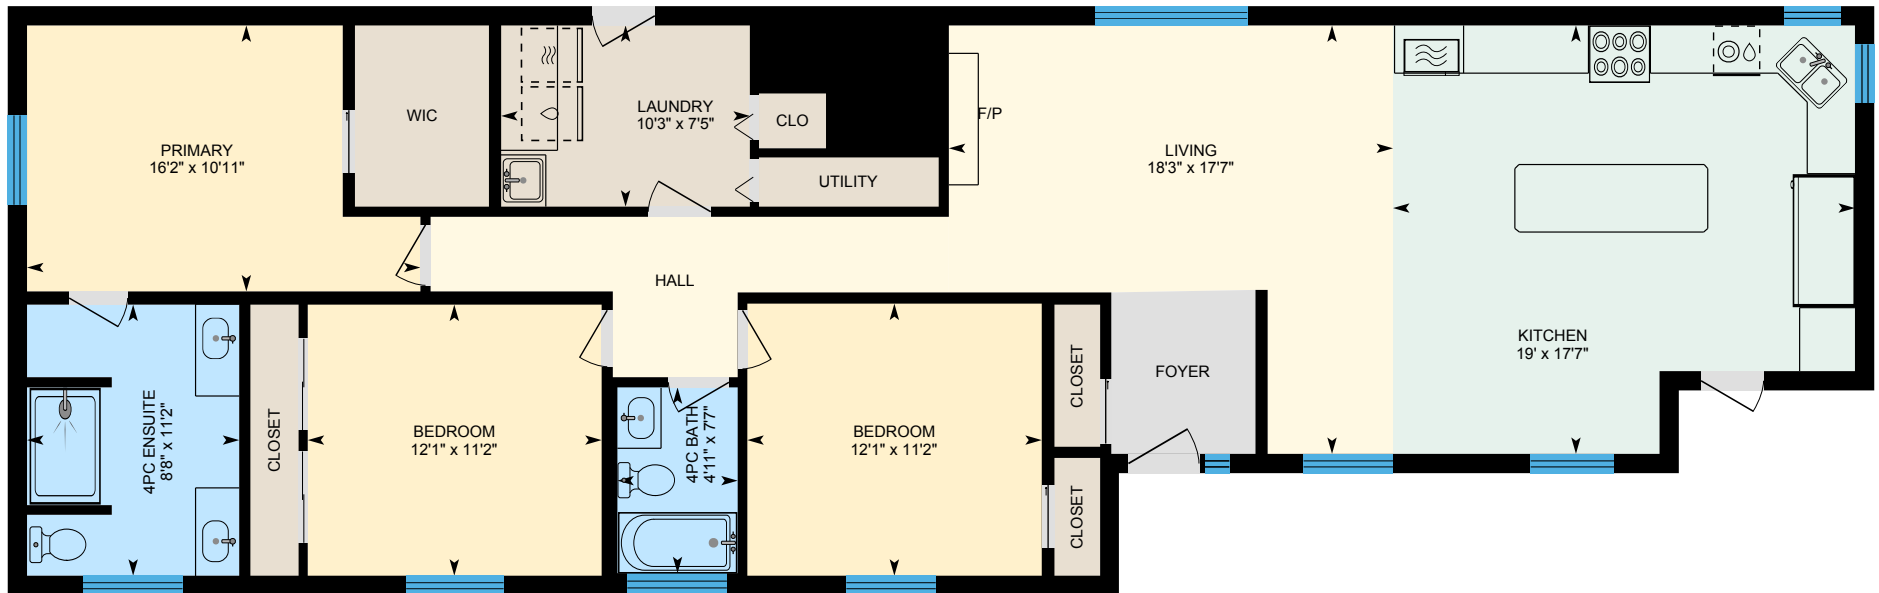 PRIMARY
16'2" x 10'11"
WIC
LAUNDRY
10'3" x 7'5"
CLO
UTILITY
F/P
LIVING
18'3" x 17'7"
HALL
KITCHEN
19' x 17'7"
4PC ENSUITE
8'8" x 11'2"
CLOSET
BEDROOM
12'1" x 11'2"
4PC BATH
4'11" x 7'7"
BEDROOM
12'1" x 11'2"
CLOSET
CLOSET
FOYER